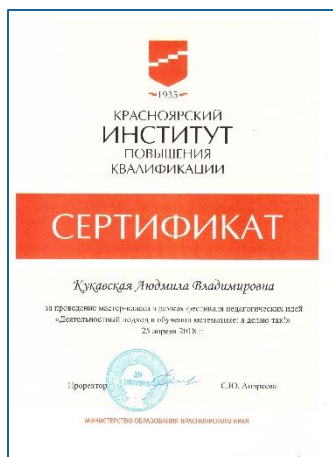 ~1935~
КРАСНОЯРСКИЙ
ИНСТИТУТ
ПОВЫШЕНИЯ
КВАЛИФИКАЦИИ
СЕРТИФИКАТ
Кукавская Людмила Владимировна
за проведение мастер-класса в рамках фестиваля педагогических идей
«Деятельностный подход в обучении математике: я делаю так!»
25 апреля 2018 г.
Проректор
С.Ю. Андреева
МИНИСТЕРСТВО ОБРАЗОВАНИЯ КРАСНОЯРСКОГО КРАЯ